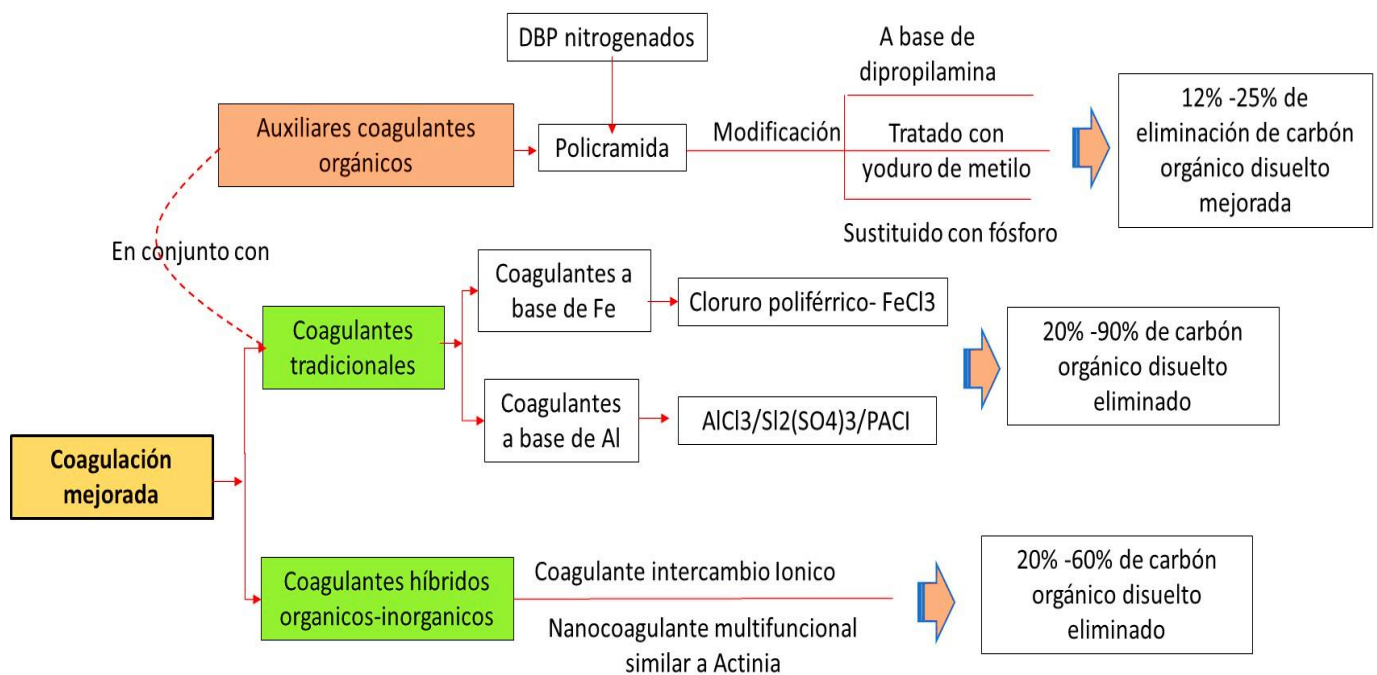 DBP nitrogenados
A base de
dipropilamina
Auxiliares coagulantes
orgánicos
Policramida
Modificación
Tratado con
yoduro de metilo
Sustituido con fósforo
12% -25% de
eliminación de carbón
orgánico disuelto
mejorada
En conjunto con
Coagulantes
tradicionales
Coagulantes a
base de Fe
Cloruro poliférrico- FeCl3
Coagulantes
a base de Al
AlCl3/Sl2(SO4)3/PACI
20% -90% de carbón
orgánico disuelto
eliminado
Coagulación
mejorada
Coagulantes híbridos
organicos-inorganicos
Coagulante intercambio Ionico
Nanocoagulante multifuncional
similar a Actinia
20% -60% de carbón
orgánico disuelto
eliminado